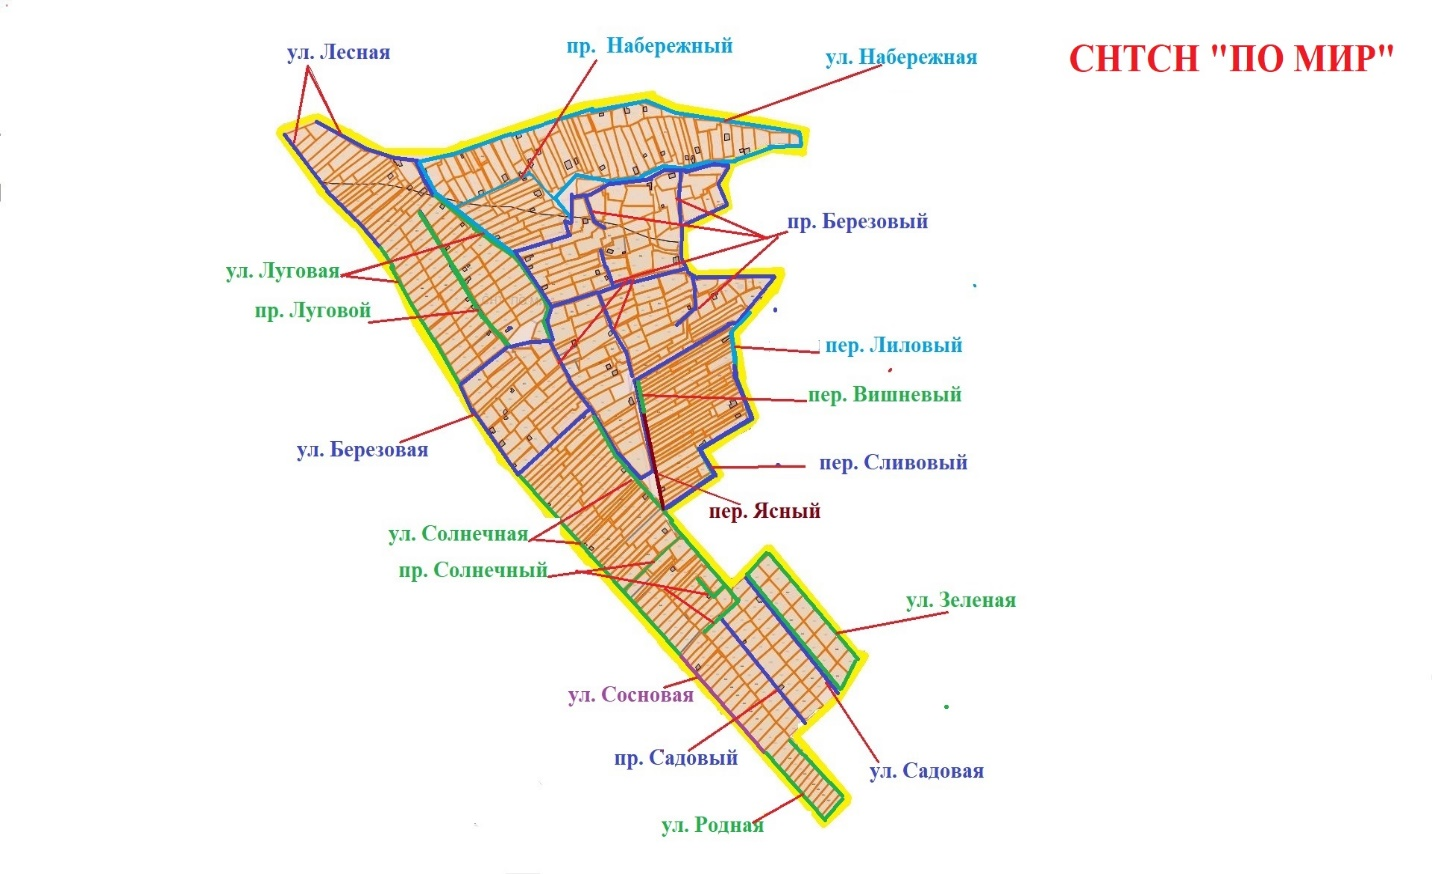 ул. Лесная
пр. Набережный
ул. Набережная
СНТСН "ПО МИР"
пр. Березовый
ул. Луговая
пр. Луговой
пер. Лиловый
пер. Вишневый
ул. Березовая
пер. Сливовый
пер. Ясный
ул. Солнечная
пр. Солнечный
ул. Зеленая
ул. Сосновая
пр. Садовый
ул. Садовая
ул. Родная